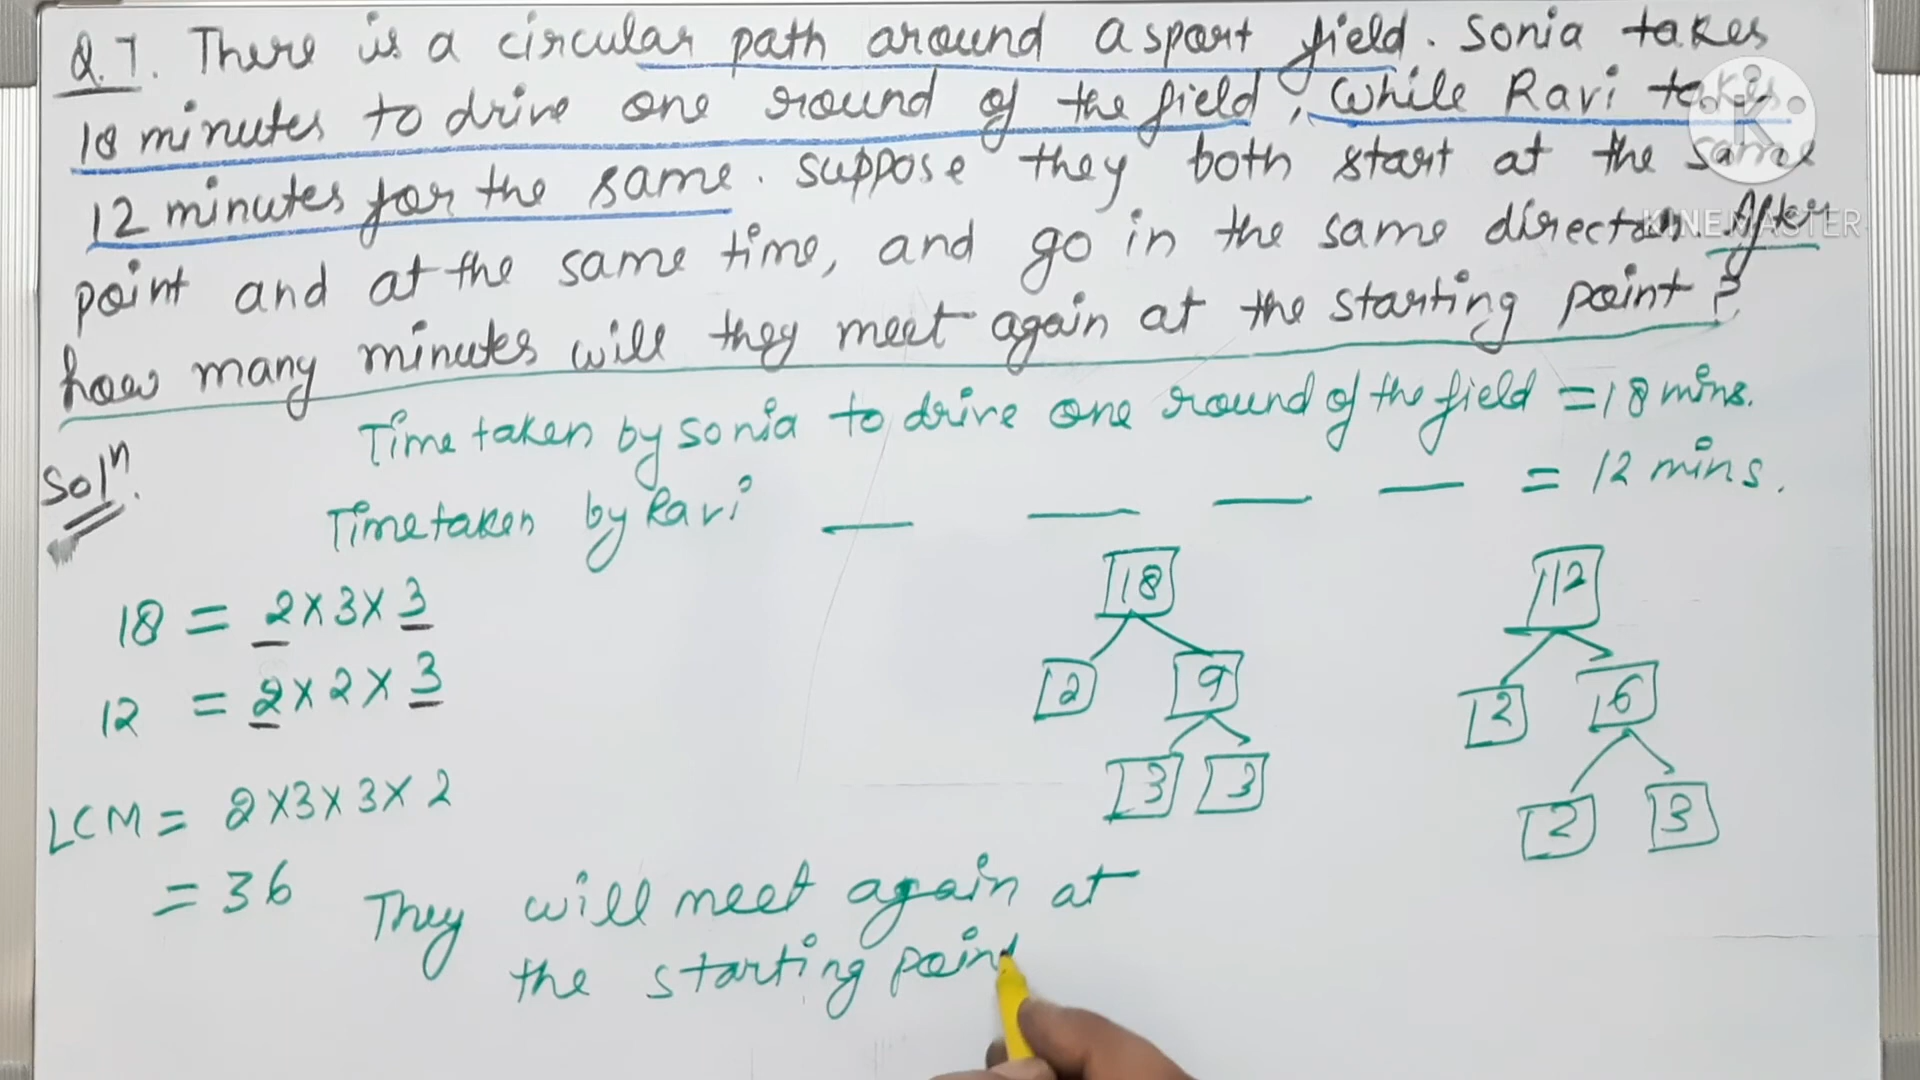 Q.7. There is a circular path around a sport field. Sonia takes
18 minutes to drive one round of the field, while Ravi takes
12 minutes for the same. suppose they both start at the same
point and at the same time, and go in the same direction. After
how many minutes will they meet again at the starting point?
Time taken by Sonia to drive one round of the field = 18 mins.
Soln.
Time taken by Ravi — — — — = 12 mins.
18 12
18 = 2×3×3
2 9 2 6
12 = 2×2×3
3 3 2 3
LCM = 2×3×3×2
= 36 They will meet again at
the starting point
K
KINEMASTER